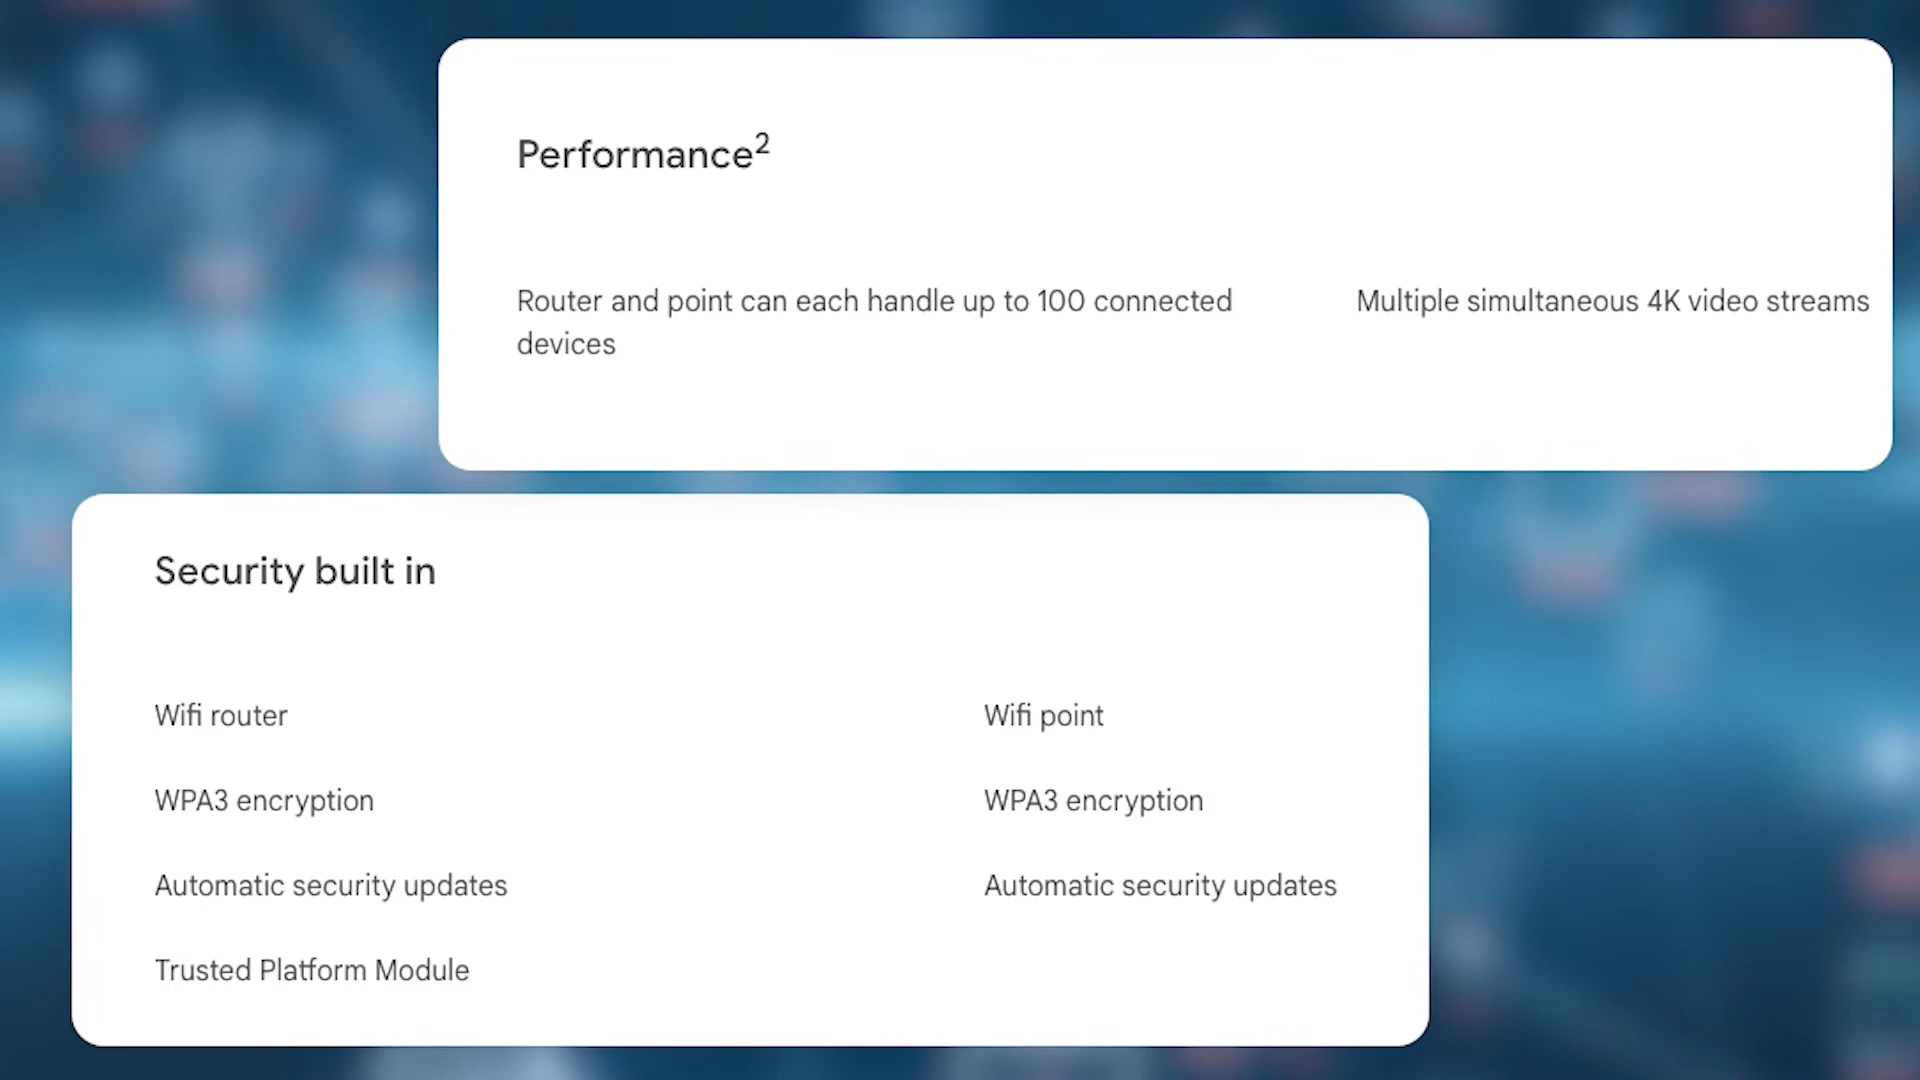 Performance²
Router and point can each handle up to 100 connected
devices
Multiple simultaneous 4K video streams
Security built in
Wifi router
WPA3 encryption
Automatic security updates
Trusted Platform Module
Wifi point
WPA3 encryption
Automatic security updates